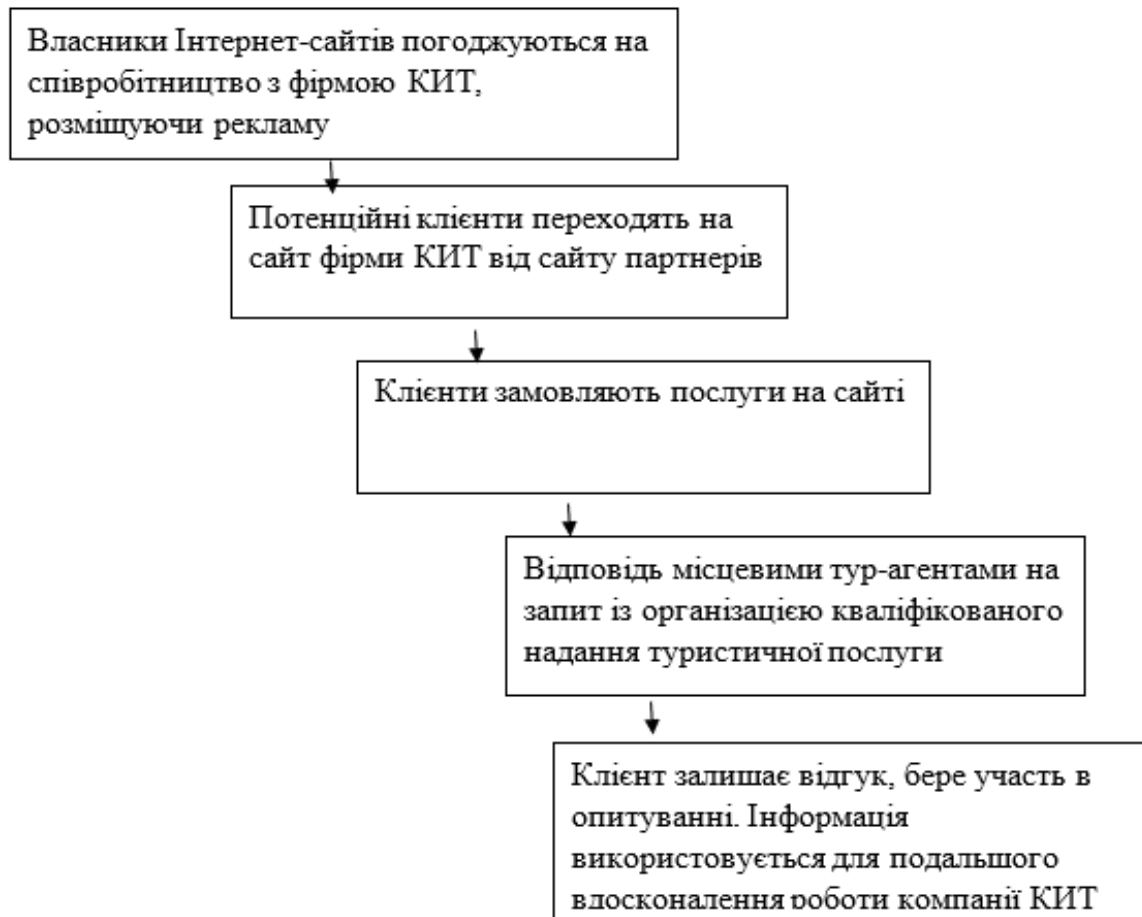 Власники Інтернет-сайтів погоджуються на
співробітництво з фірмою КИТ,
розміщуючи рекламу
Потенційні клієнти переходять на
сайт фірми КИТ від сайту партнерів
Клієнти замовляють послуги на сайті
Відповідь місцевими тур-агентами на
запит із організацією кваліфікованого
надання туристичної послуги
Клієнт залишає відгук, бере участь в
опитуванні. Інформація
використовується для подальшого
вдосконалення роботи компанії КИТ